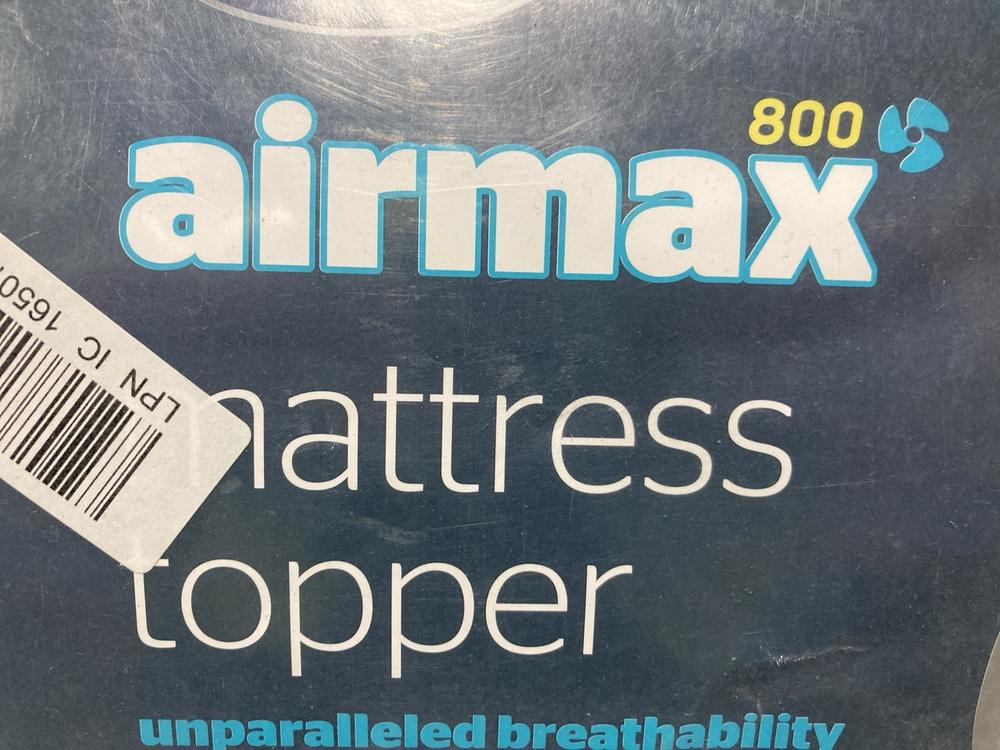 800
airmax
LPN IC 1650
mattress
topper
unparalleled breathability